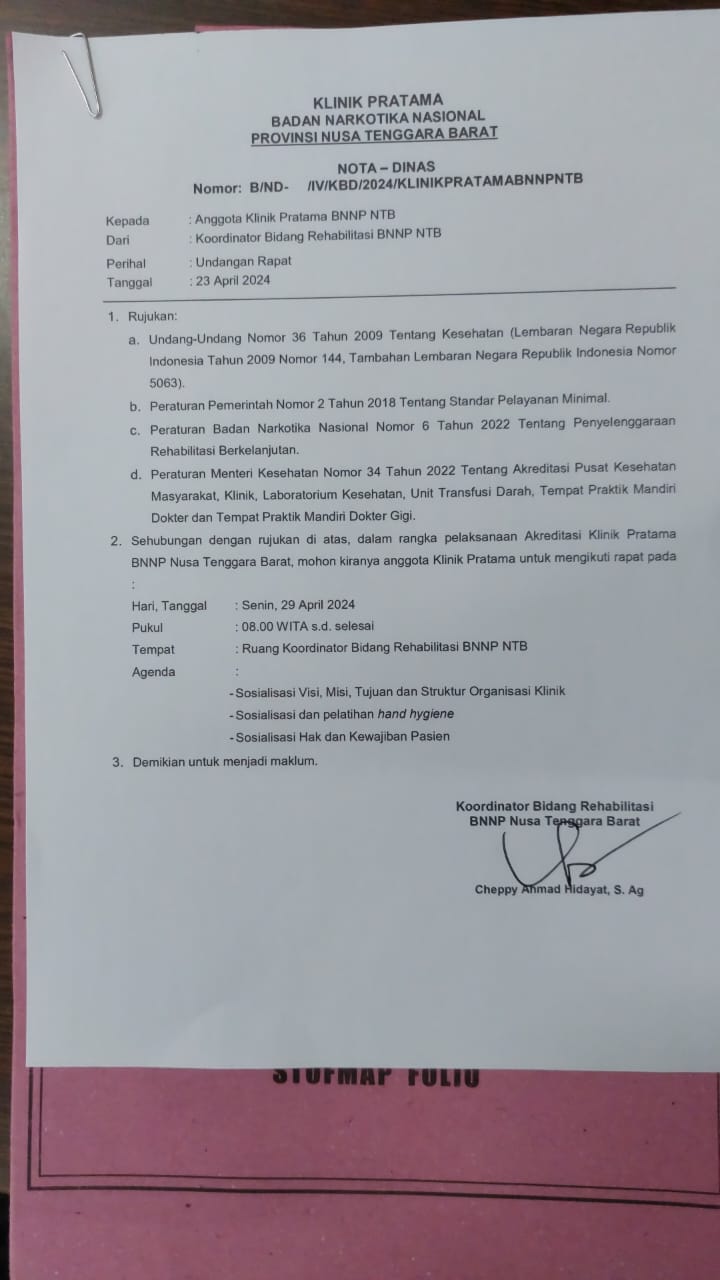 KLINIK PRATAMA
BADAN NARKOTIKA NASIONAL
PROVINSI NUSA TENGGARA BARAT
NOTA – DINAS
Nomor: B/ND- /IV/KBD/2024/KLINIKPRATAMABNNPNTB
Kepada : Anggota Klinik Pratama BNNP NTB
Dari : Koordinator Bidang Rehabilitasi BNNP NTB
Perihal : Undangan Rapat
Tanggal : 23 April 2024
1. Rujukan:
a. Undang-Undang Nomor 36 Tahun 2009 Tentang Kesehatan (Lembaran Negara Republik
Indonesia Tahun 2009 Nomor 144, Tambahan Lembaran Negara Republik Indonesia Nomor
5063).
b. Peraturan Pemerintah Nomor 2 Tahun 2018 Tentang Standar Pelayanan Minimal.
c. Peraturan Badan Narkotika Nasional Nomor 6 Tahun 2022 Tentang Penyelenggaraan
Rehabilitasi Berkelanjutan.
d. Peraturan Menteri Kesehatan Nomor 34 Tahun 2022 Tentang Akreditasi Pusat Kesehatan
Masyarakat, Klinik, Laboratorium Kesehatan, Unit Transfusi Darah, Tempat Praktik Mandiri
Dokter dan Tempat Praktik Mandiri Dokter Gigi.
2. Sehubungan dengan rujukan di atas, dalam rangka pelaksanaan Akreditasi Klinik Pratama
BNNP Nusa Tenggara Barat, mohon kiranya anggota Klinik Pratama untuk mengikuti rapat pada
:
Hari, Tanggal : Senin, 29 April 2024
Pukul : 08.00 WITA s.d. selesai
Tempat : Ruang Koordinator Bidang Rehabilitasi BNNP NTB
Agenda :
- Sosialisasi Visi, Misi, Tujuan dan Struktur Organisasi Klinik
- Sosialisasi dan pelatihan hand hygiene
- Sosialisasi Hak dan Kewajiban Pasien
3. Demikian untuk menjadi maklum.
Koordinator Bidang Rehabilitasi
BNNP Nusa Tenggara Barat
Cheppy Ahmad Hidayat, S. Ag
STOFMAP FOLIO